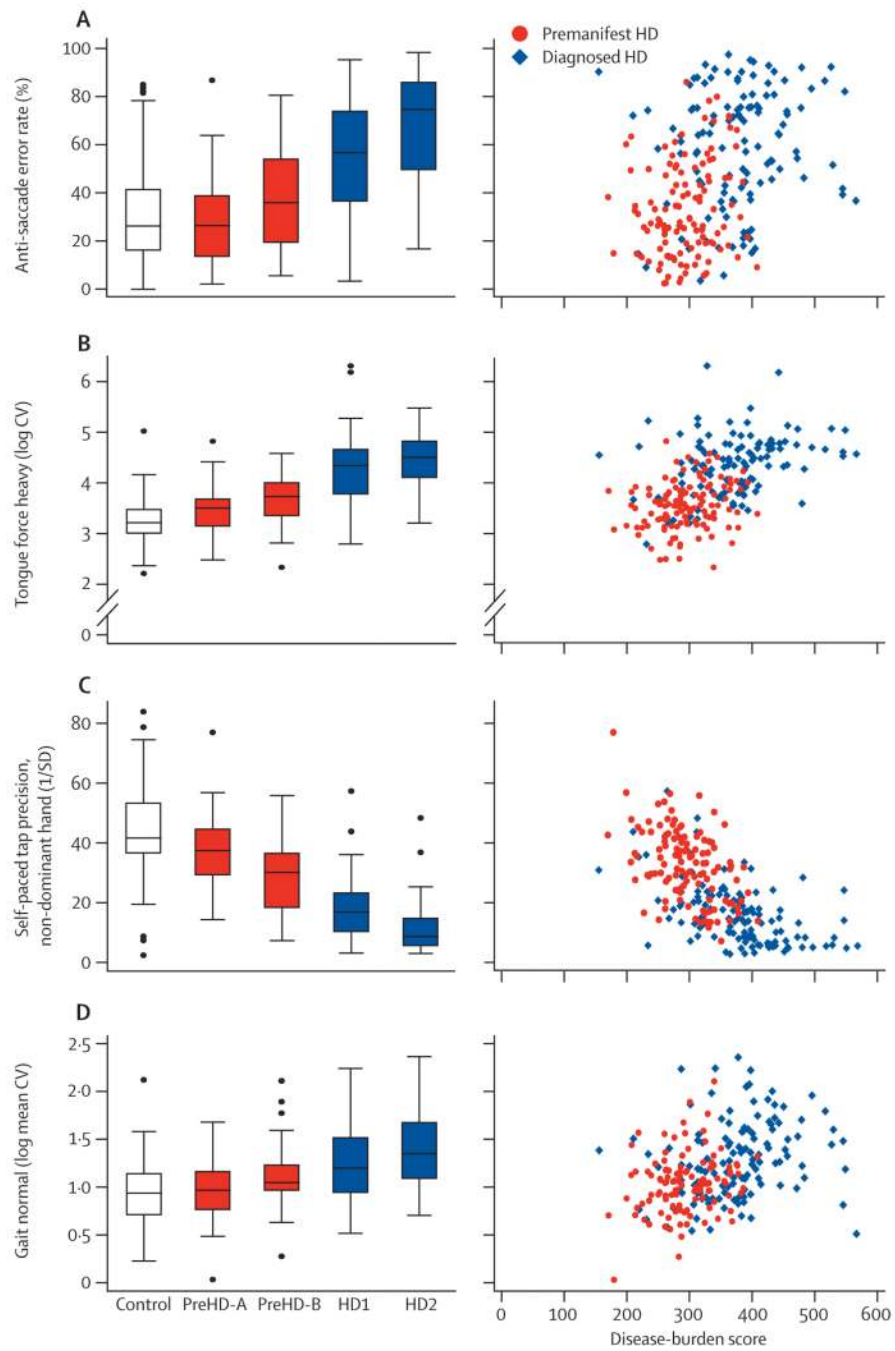 A
Premanifest HD
Diagnosed HD
Anti-saccade error rate (%)
100
80
60
40
20
0
B
Tongue force heavy (log CV)
6
5
4
3
2
0
C
Self-paced tap precision,
non-dominant hand (1/SD)
80
60
40
20
0
D
Gait normal (log mean CV)
2·5
2·0
1·5
1·0
0·5
0
Control PreHD-A PreHD-B HD1 HD2
0 100 200 300 400 500 600
Disease-burden score